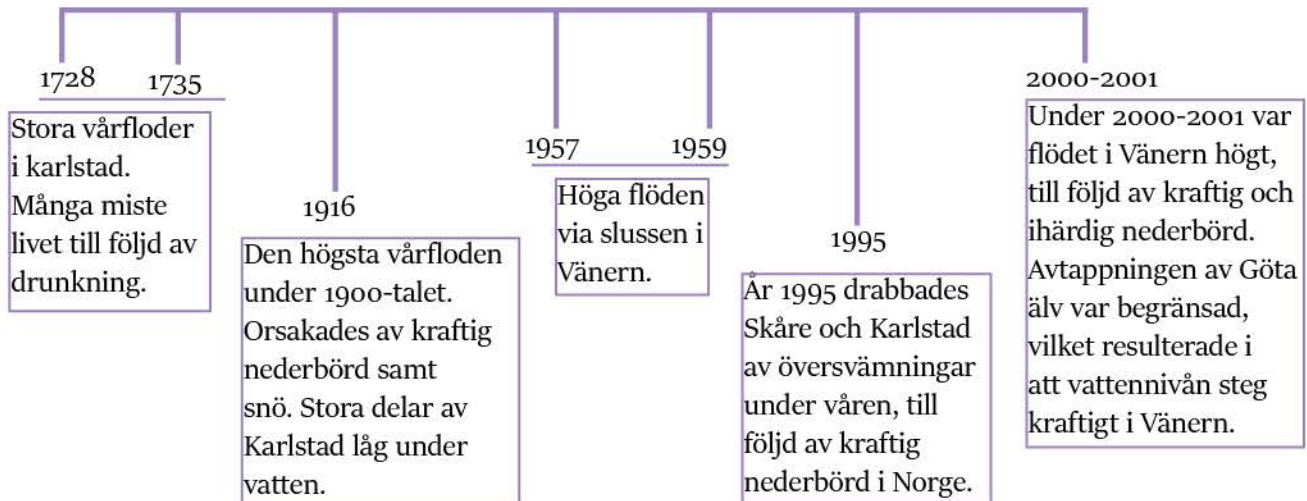 1728
1735
Stora vårfloder
i karlstad.
Många miste
livet till följd av
drunkning.
1916
Den högsta vårfloden
under 1900-talet.
Orsakades av kraftig
nederbörd samt
snö. Stora delar av
Karlstad låg under
vatten.
1957
1959
Höga flöden
via slussen i
Vänern.
1995
År 1995 drabbades
Skåre och Karlstad
av översvämningar
under våren, till
följd av kraftig
nederbörd i Norge.
2000-2001
Under 2000-2001 var
flödet i Vänern högt,
till följd av kraftig och
ihärdig nederbörd.
Avtappningen av Göta
älv var begränsad,
vilket resulterade i
att vattennivån steg
kraftigt i Vänern.